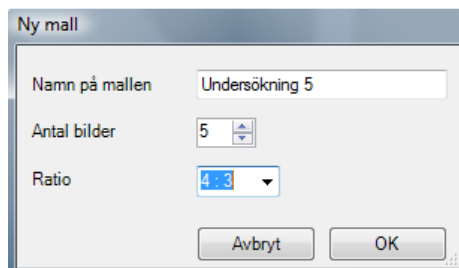 Ny mall
Namn på mallen Undersökning 5
Antal bilder 5
Ratio 4 : 3
Avbryt OK